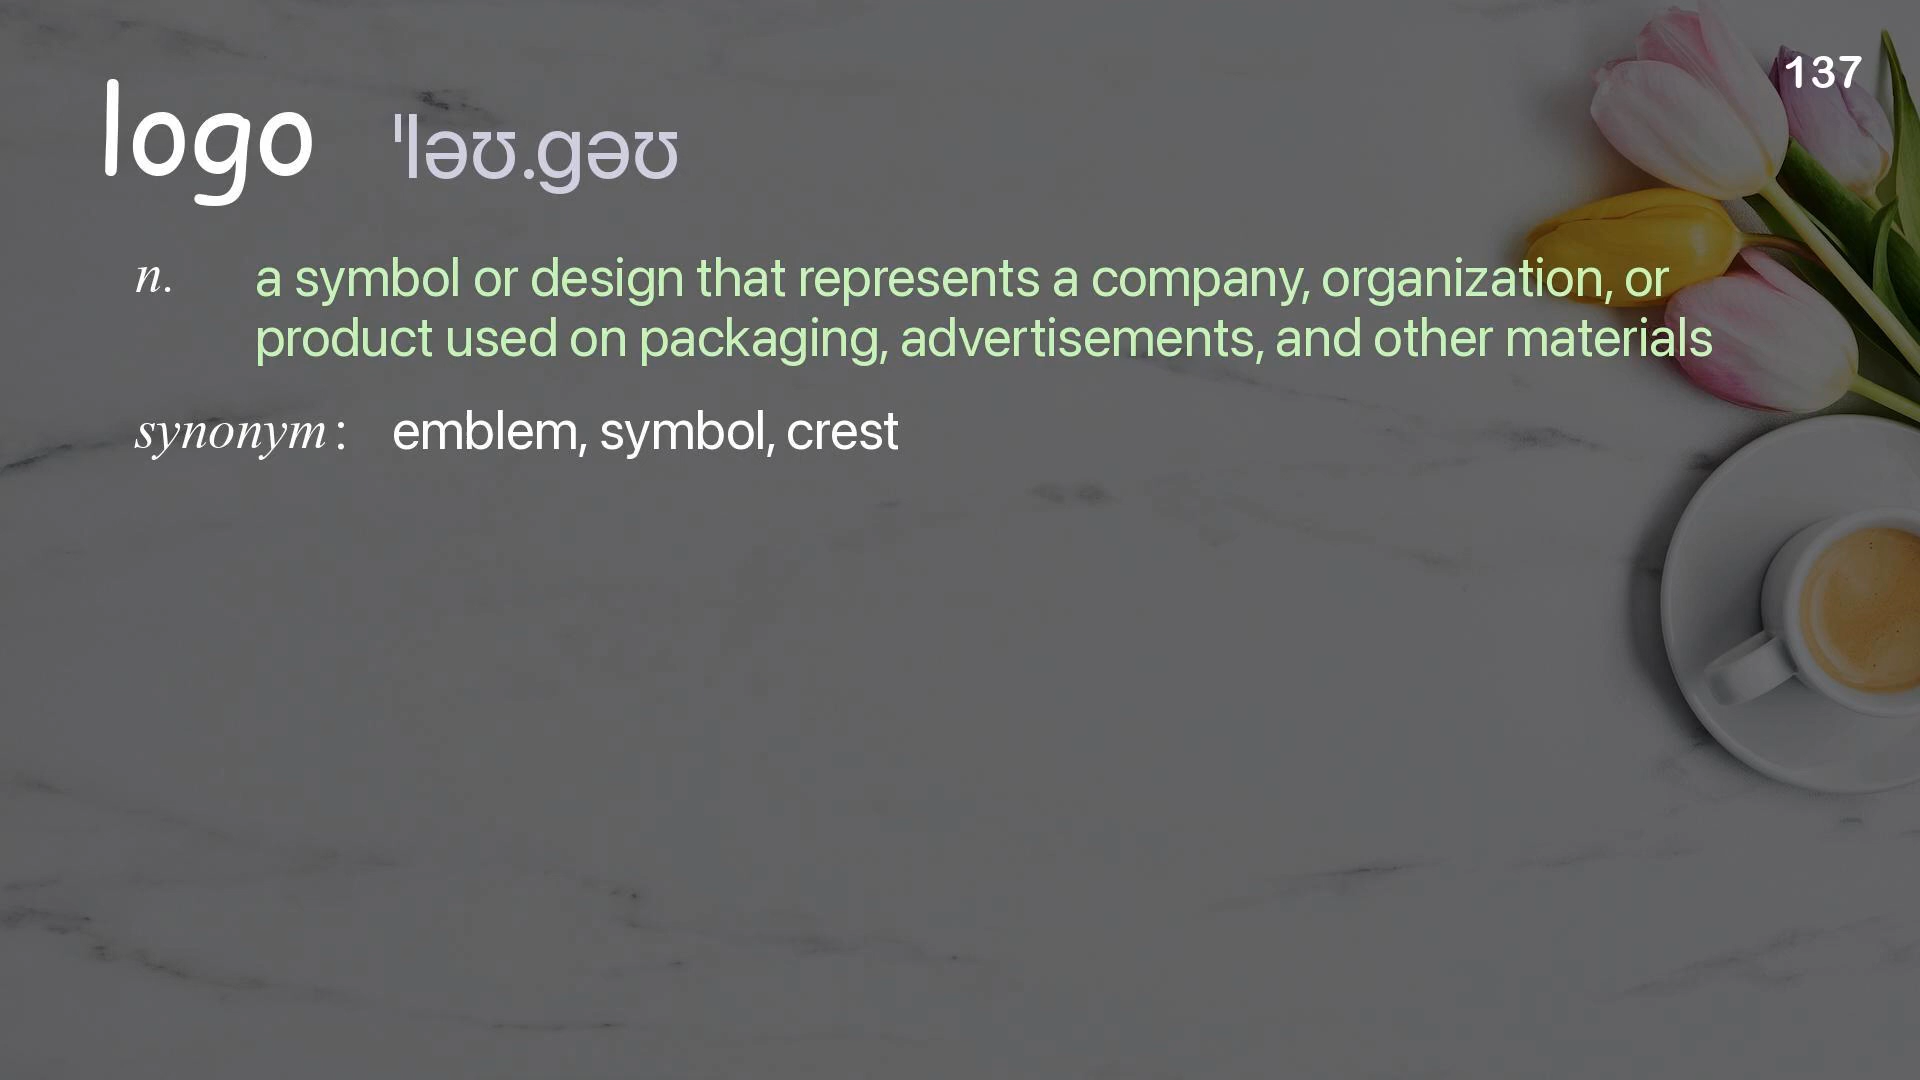 137
logo ˈləʊ.gəʊ
n. a symbol or design that represents a company, organization, or
product used on packaging, advertisements, and other materials
synonym: emblem, symbol, crest